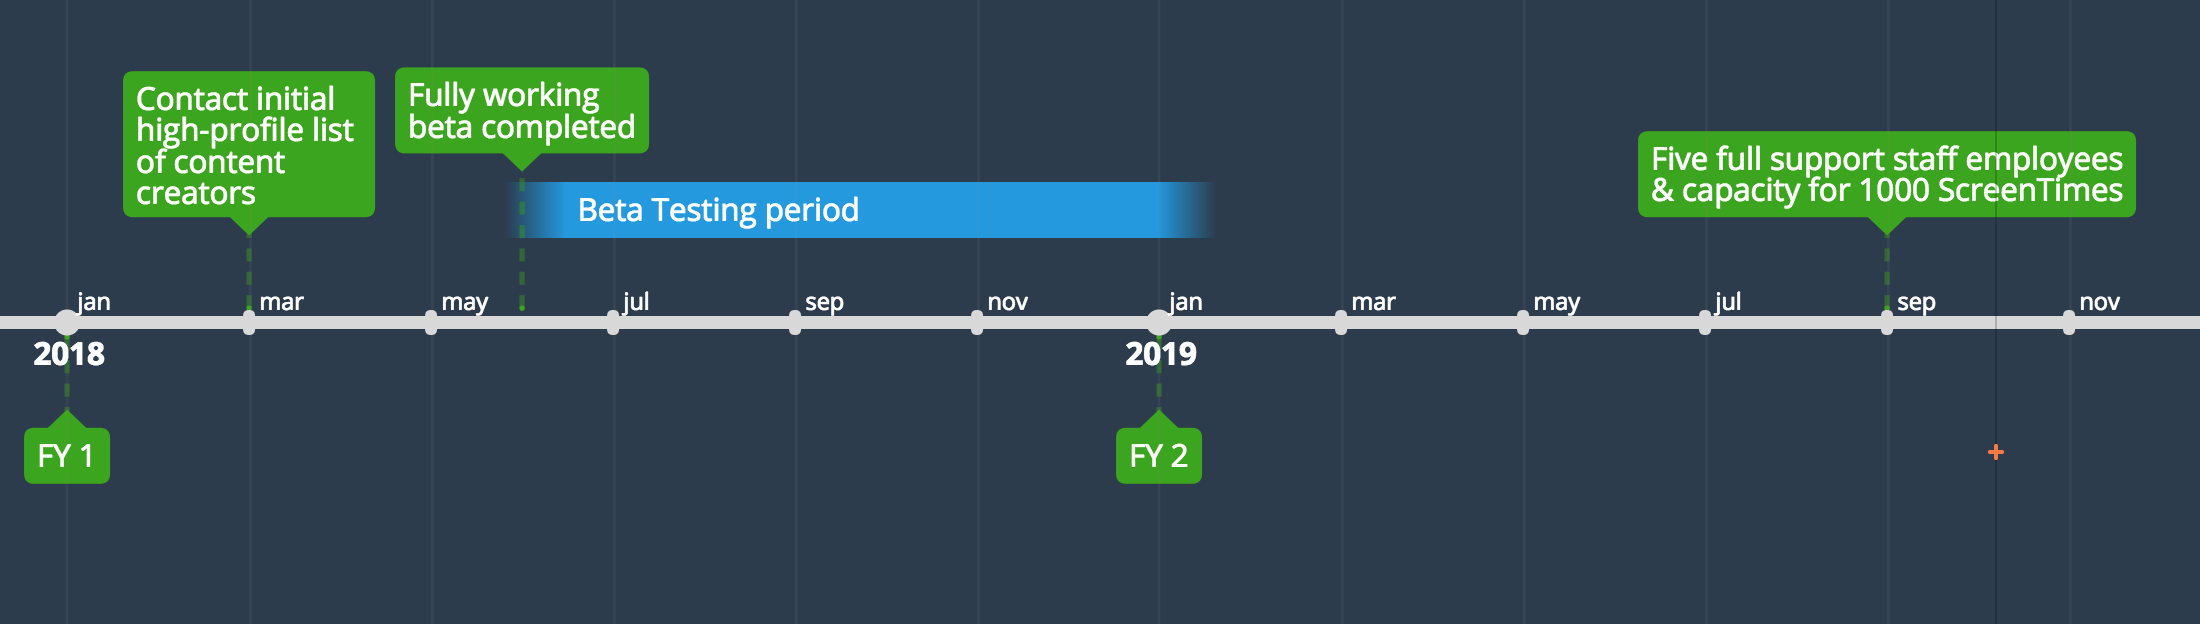 Contact initial
high-profile list
of content
creators
Fully working
beta completed
Beta Testing period
Five full support staff employees
& capacity for 1000 ScreenTimes
jan
mar
may
jul
sep
nov
jan
mar
may
jul
sep
nov
2018
2019
FY 1
FY 2